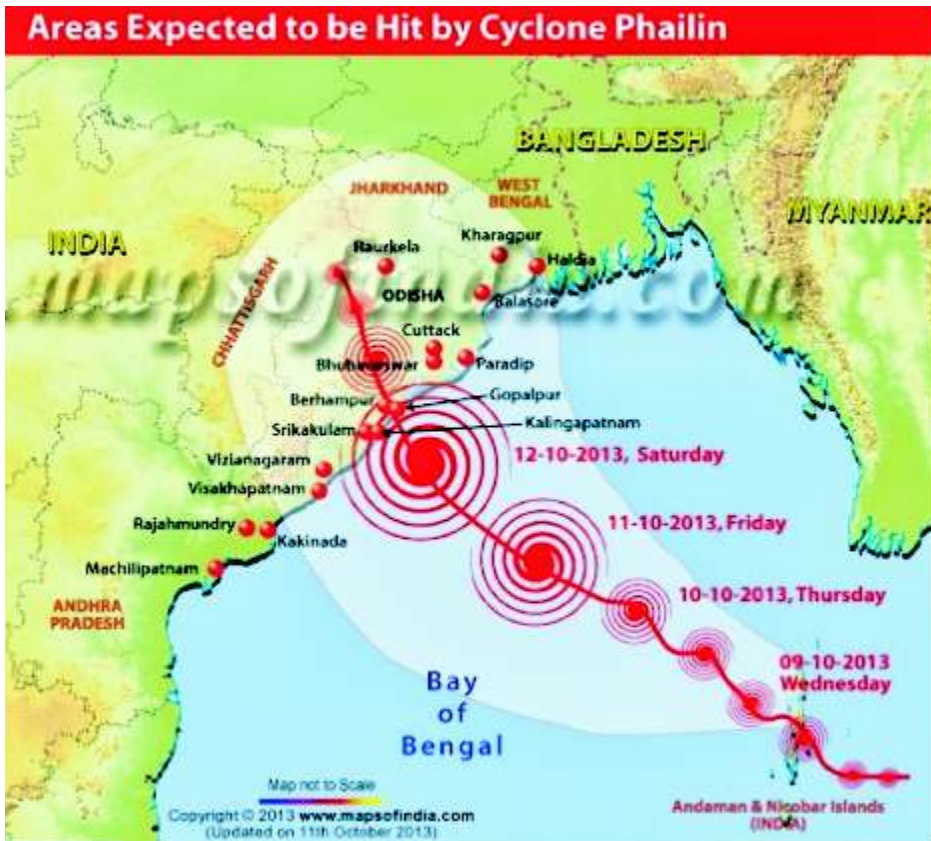 Areas Expected to be Hit by Cyclone Phailin
BANGLADESH
JHARKHAND
WEST
BENGAL
MYANMAR
INDIA
Kharagpur
Raurkela
Haldia
mapsofindia.com
ODISHA
Balasore
CHHATTISGARH
Cuttack
Bhubaneswar
Paradip
Berhampur
Gopalpur
Srikakulam
Kalingapatnam
12-10-2013, Saturday
Vizianagaram
Visakhapatnam
11-10-2013, Friday
Rajahmundry
Kakinada
Machilipatnam
10-10-2013, Thursday
ANDHRA
PRADESH
09-10-2013
Wednesday
Bay
of
Bengal
Map not to Scale
Copyright © 2013 www.mapsofindia.com
(Updated on 11th October 2013)
Andaman & Nicobar Islands
(INDIA)